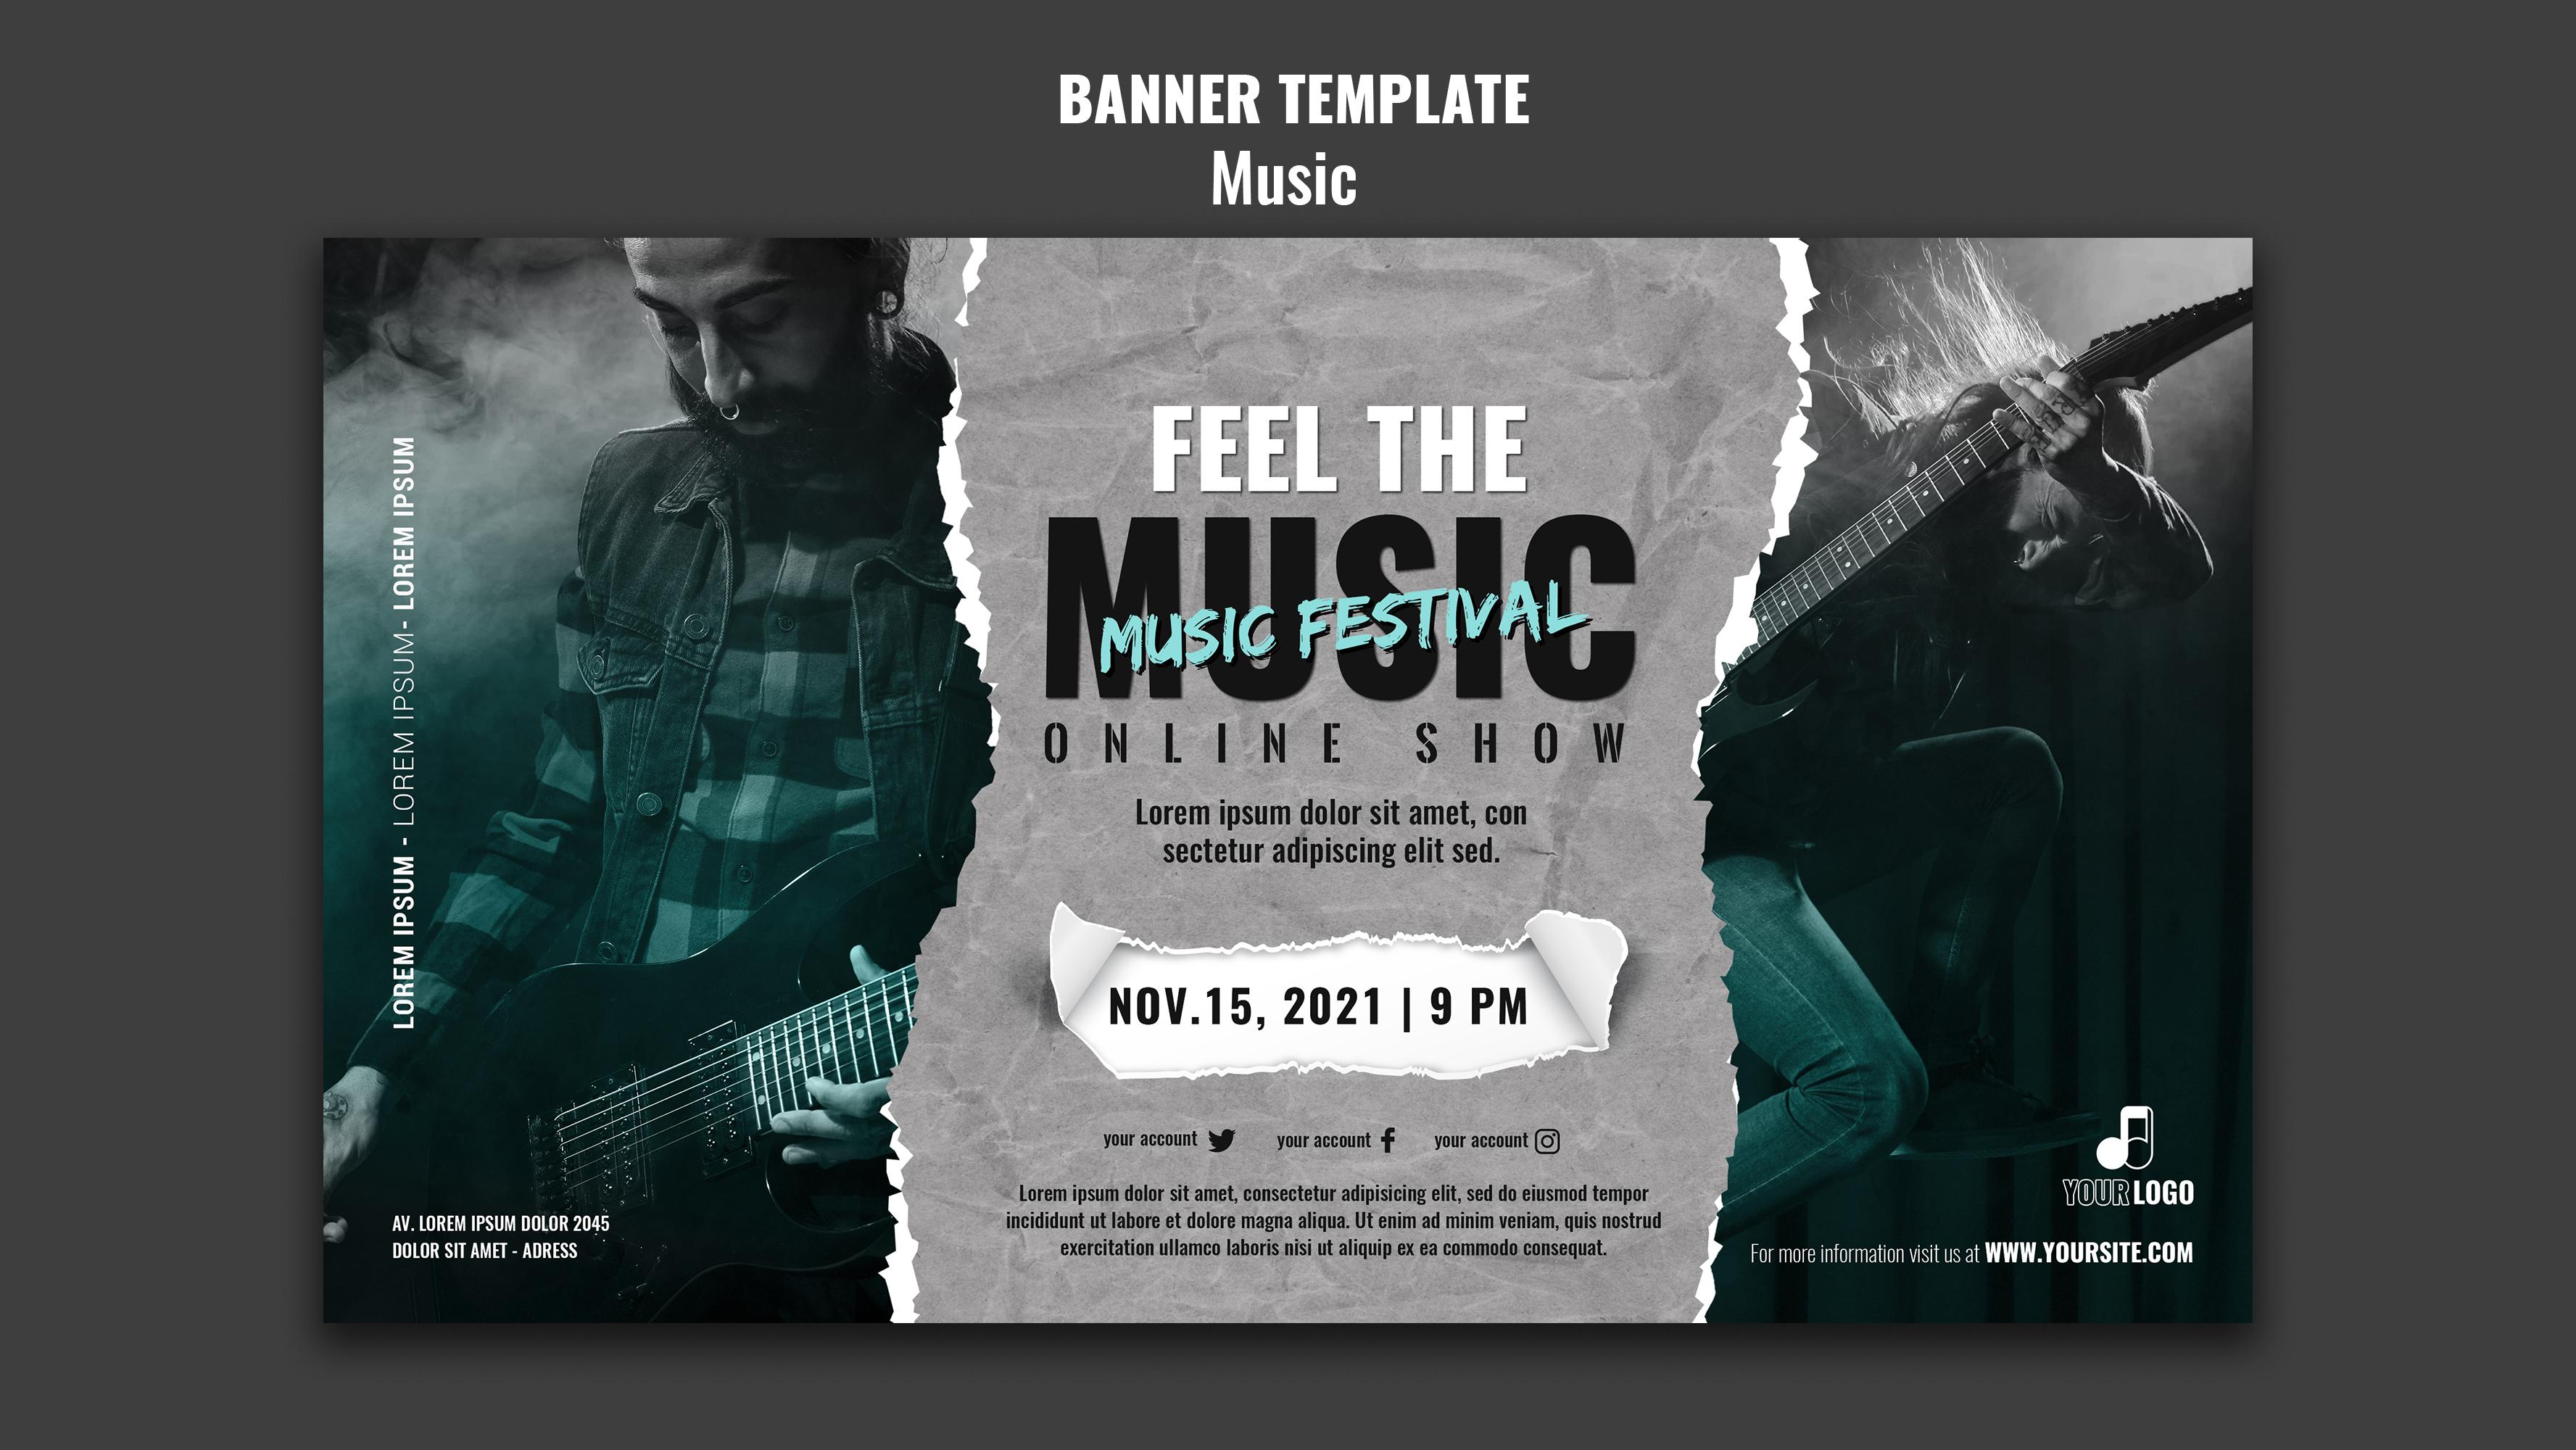 BANNER TEMPLATE
Music
LOREM IPSUM - LOREM IPSUM- LOREM IPSUM
FEEL THE
MUSIC
MUSIC FESTIVAL
ONLINE SHOW
Lorem ipsum dolor sit amet, con
sectetur adipiscing elit sed.
NOV.15, 2021 | 9 PM
your account your account your account
Lorem ipsum dolor sit amet, consectetur adipisicing elit, sed do eiusmod tempor
incididunt ut labore et dolore magna aliqua. Ut enim ad minim veniam, quis nostrud
exercitation ullamco laboris nisi ut aliquip ex ea commodo consequat.
AV. LOREM IPSUM DOLOR 2045
DOLOR SIT AMET - ADRESS
YOUR LOGO
For more information visit us at WWW.YOURSITE.COM